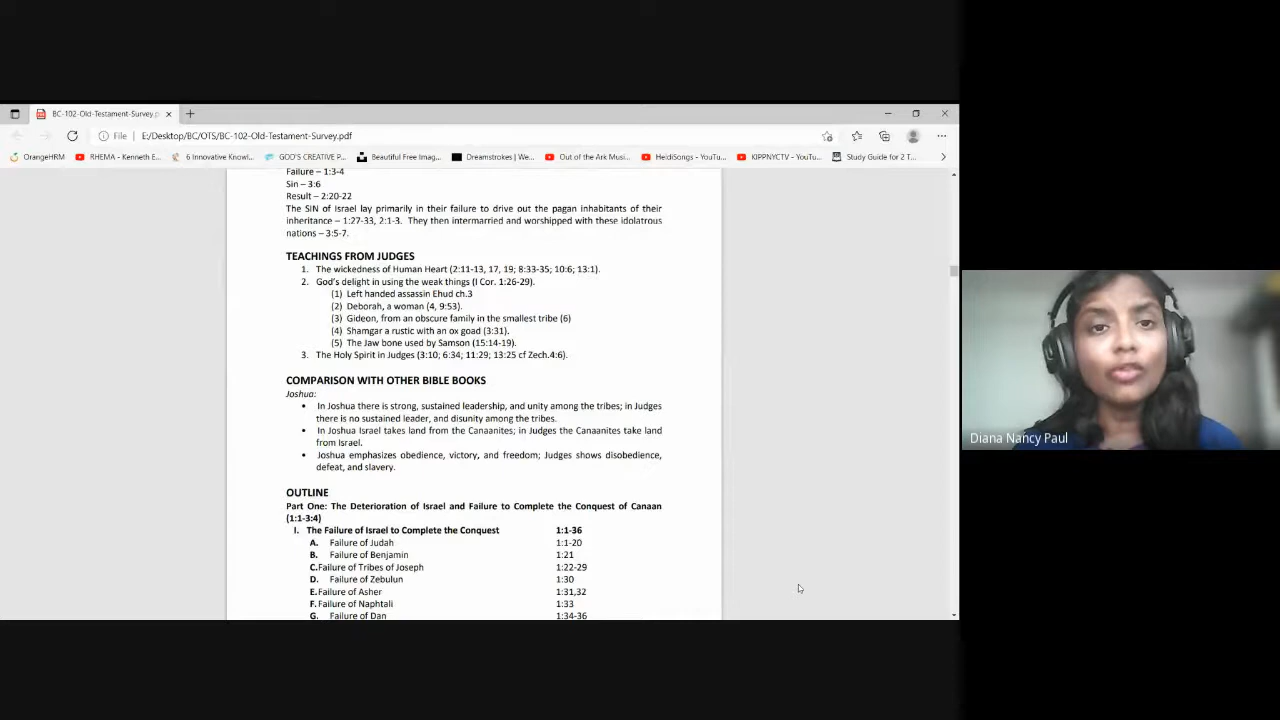 BC-102-Old-Testament-Survey.p
File | E:/Desktop/BC/OTS/BC-102-Old-Testament-Survey.pdf
OrangeHRM RHEMA - Kenneth E... 6 Innovative Knowl... GOD'S CREATIVE P... Beautiful Free Imag... Dreamstrokes | We... Out of the Ark Musi... HeidiSongs - YouTu... KIPPNYCTV - YouTu... Study Guide for 2 T...
Failure – 1:3-4
Sin – 3:6
Result – 2:20-22
The SIN of Israel lay primarily in their failure to drive out the pagan inhabitants of their
inheritance – 1:27-33, 2:1-3. They then intermarried and worshipped with these idolatrous
nations – 3:5-7.
TEACHINGS FROM JUDGES
1. The wickedness of Human Heart (2:11-13, 17, 19; 8:33-35; 10:6; 13:1).
2. God's delight in using the weak things (I Cor. 1:26-29).
(1) Left handed assassin Ehud ch.3
(2) Deborah, a woman (4, 9:53).
(3) Gideon, from an obscure family in the smallest tribe (6)
(4) Shamgar a rustic with an ox goad (3:31).
(5) The Jaw bone used by Samson (15:14-19).
3. The Holy Spirit in Judges (3:10; 6:34; 11:29; 13:25 cf Zech.4:6).
COMPARISON WITH OTHER BIBLE BOOKS
Joshua:
• In Joshua there is strong, sustained leadership, and unity among the tribes; in Judges
there is no sustained leader, and disunity among the tribes.
• In Joshua Israel takes land from the Canaanites; in Judges the Canaanites take land
from Israel.
• Joshua emphasizes obedience, victory, and freedom; Judges shows disobedience,
defeat, and slavery.
OUTLINE
Part One: The Deterioration of Israel and Failure to Complete the Conquest of Canaan
(1:1-3:4)
I. The Failure of Israel to Complete the Conquest 1:1-36
A. Failure of Judah 1:1-20
B. Failure of Benjamin 1:21
C.Failure of Tribes of Joseph 1:22-29
D. Failure of Zebulun 1:30
E.Failure of Asher 1:31,32
F.Failure of Naphtali 1:33
G. Failure of Dan 1:34-36
Diana Nancy Paul